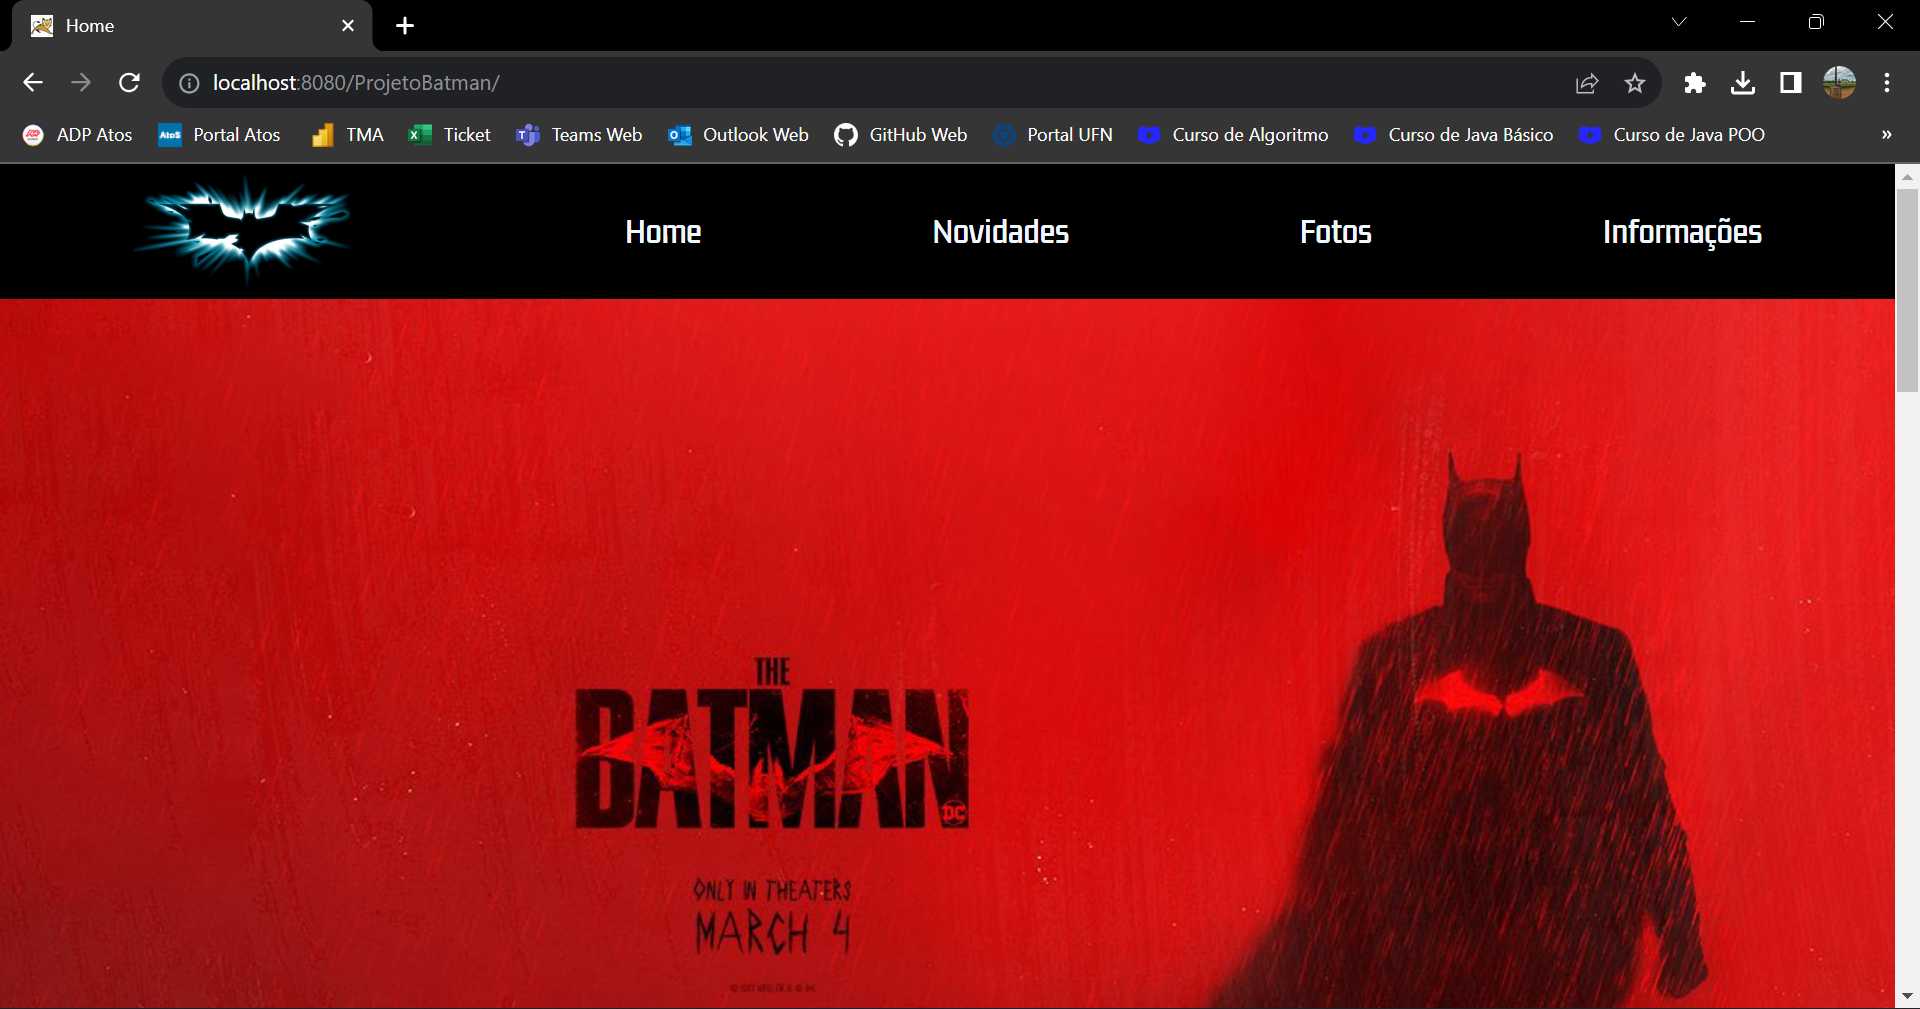 Home
localhost:8080/ProjetoBatman/
ADP Atos Portal Atos TMA Ticket Teams Web Outlook Web GitHub Web Portal UFN Curso de Algoritmo Curso de Java Básico Curso de Java POO »
Home Novidades Fotos Informações
THE
BATMAN
DC
ONLY IN THEATERS
MARCH 4